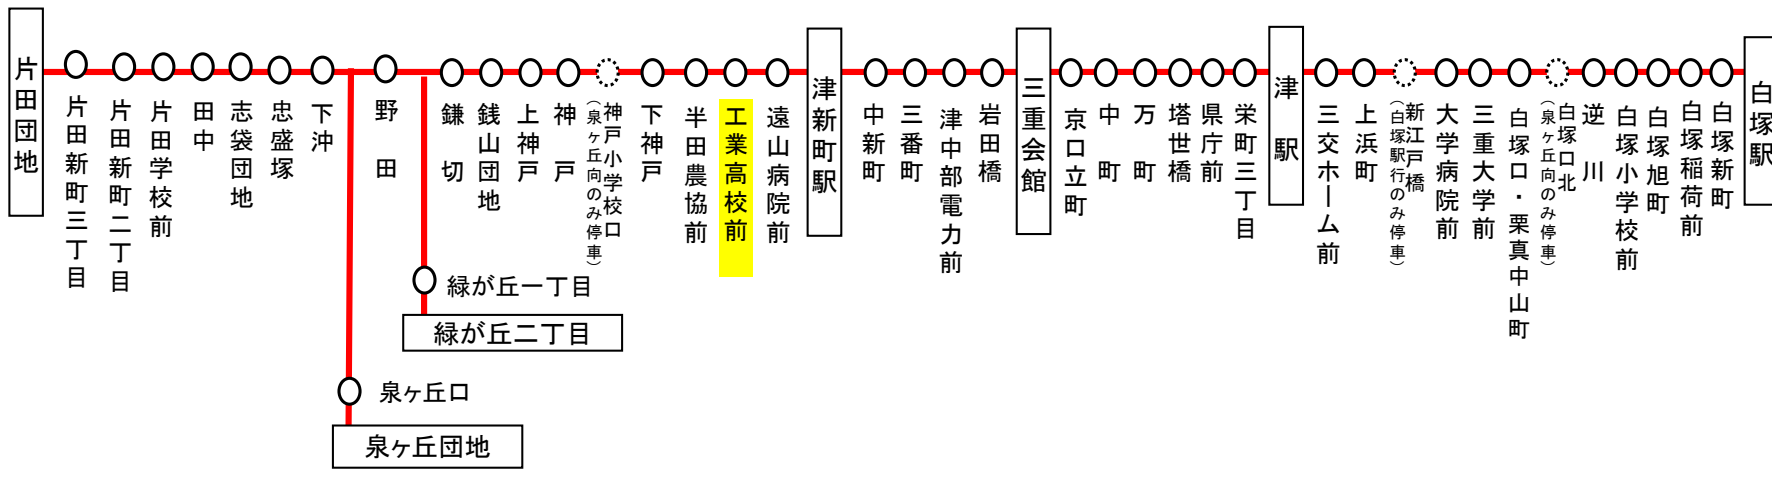 片田団地
片田新町三丁目
片田新町二丁目
片田学校前
田中
志袋団地
忠盛塚
下沖
野田
鎌切
銭山団地
上神戸
神戸
神戸小学校口
（泉ヶ丘向のみ停車）
下神戸
半田農協前
工業高校前
遠山病院前
津新町駅
中新町
三番町
津中部電力前
岩田橋
三重会館
京口立町
中町
万町
塔世橋
県庁前
栄町三丁目
津駅
三交ホーム前
上浜町
新江戸橋
（白塚駅行のみ停車）
大学病院前
三重大学前
白塚口・栗真中山町
白塚口北
（泉ヶ丘向のみ停車）
逆川
白塚小学校前
白塚旭町
白塚稲荷前
白塚新町
白塚駅
緑が丘一丁目
緑が丘二丁目
泉ヶ丘口
泉ヶ丘団地